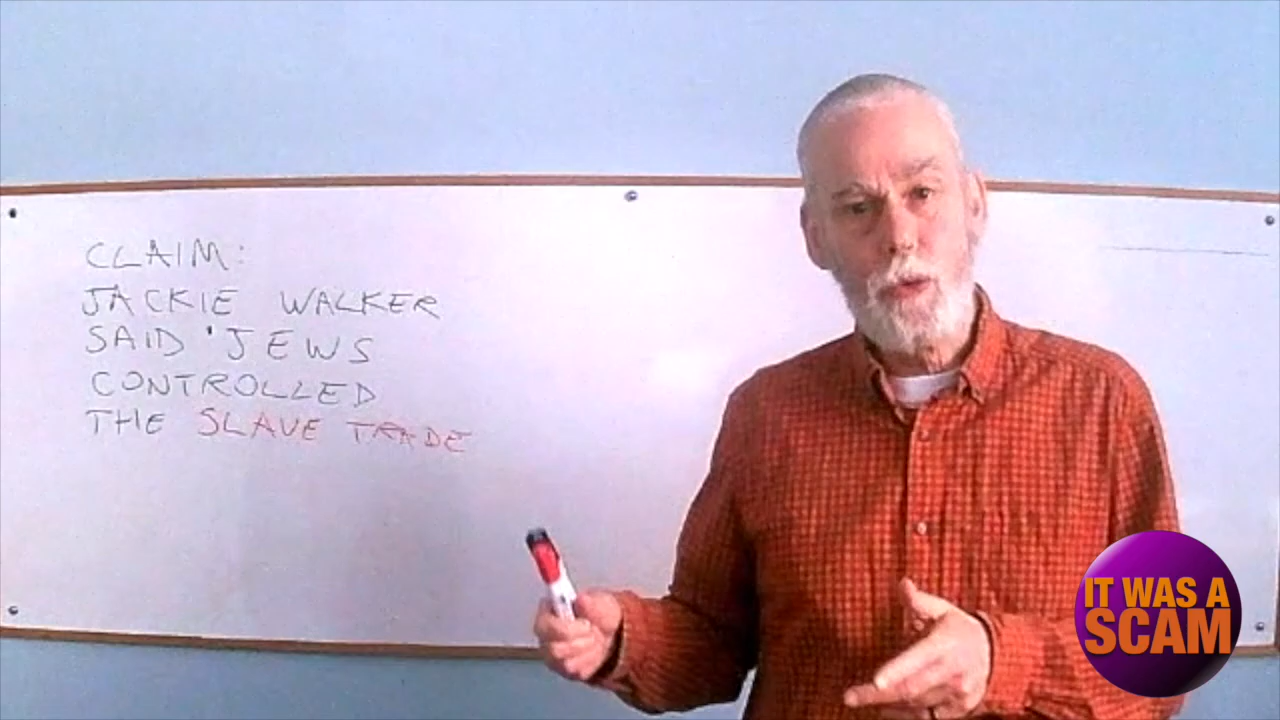 CLAIM:
JACKIE WALKER
SAID 'JEWS
CONTROLLED
THE SLAVE TRADE
IT WAS A
SCAM